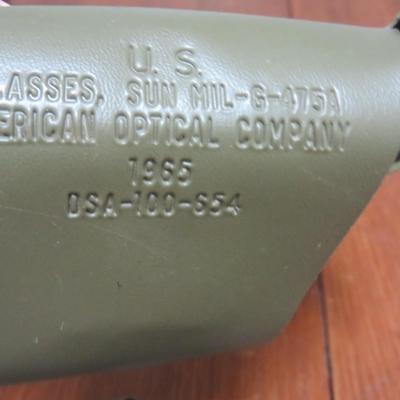 U. S.
LASSES, SUN MIL-G-475A
ERICAN OPTICAL COMPANY
1965
DSA-100-654